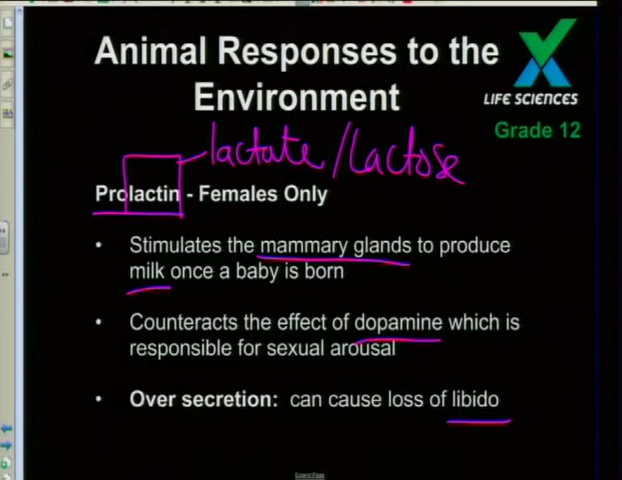 Animal Responses to the
Environment
LIFE SCIENCES
Grade 12
lactate/Lactose
Prolactin - Females Only
• Stimulates the mammary glands to produce
milk once a baby is born
• Counteracts the effect of dopamine which is
responsible for sexual arousal
• Over secretion: can cause loss of libido